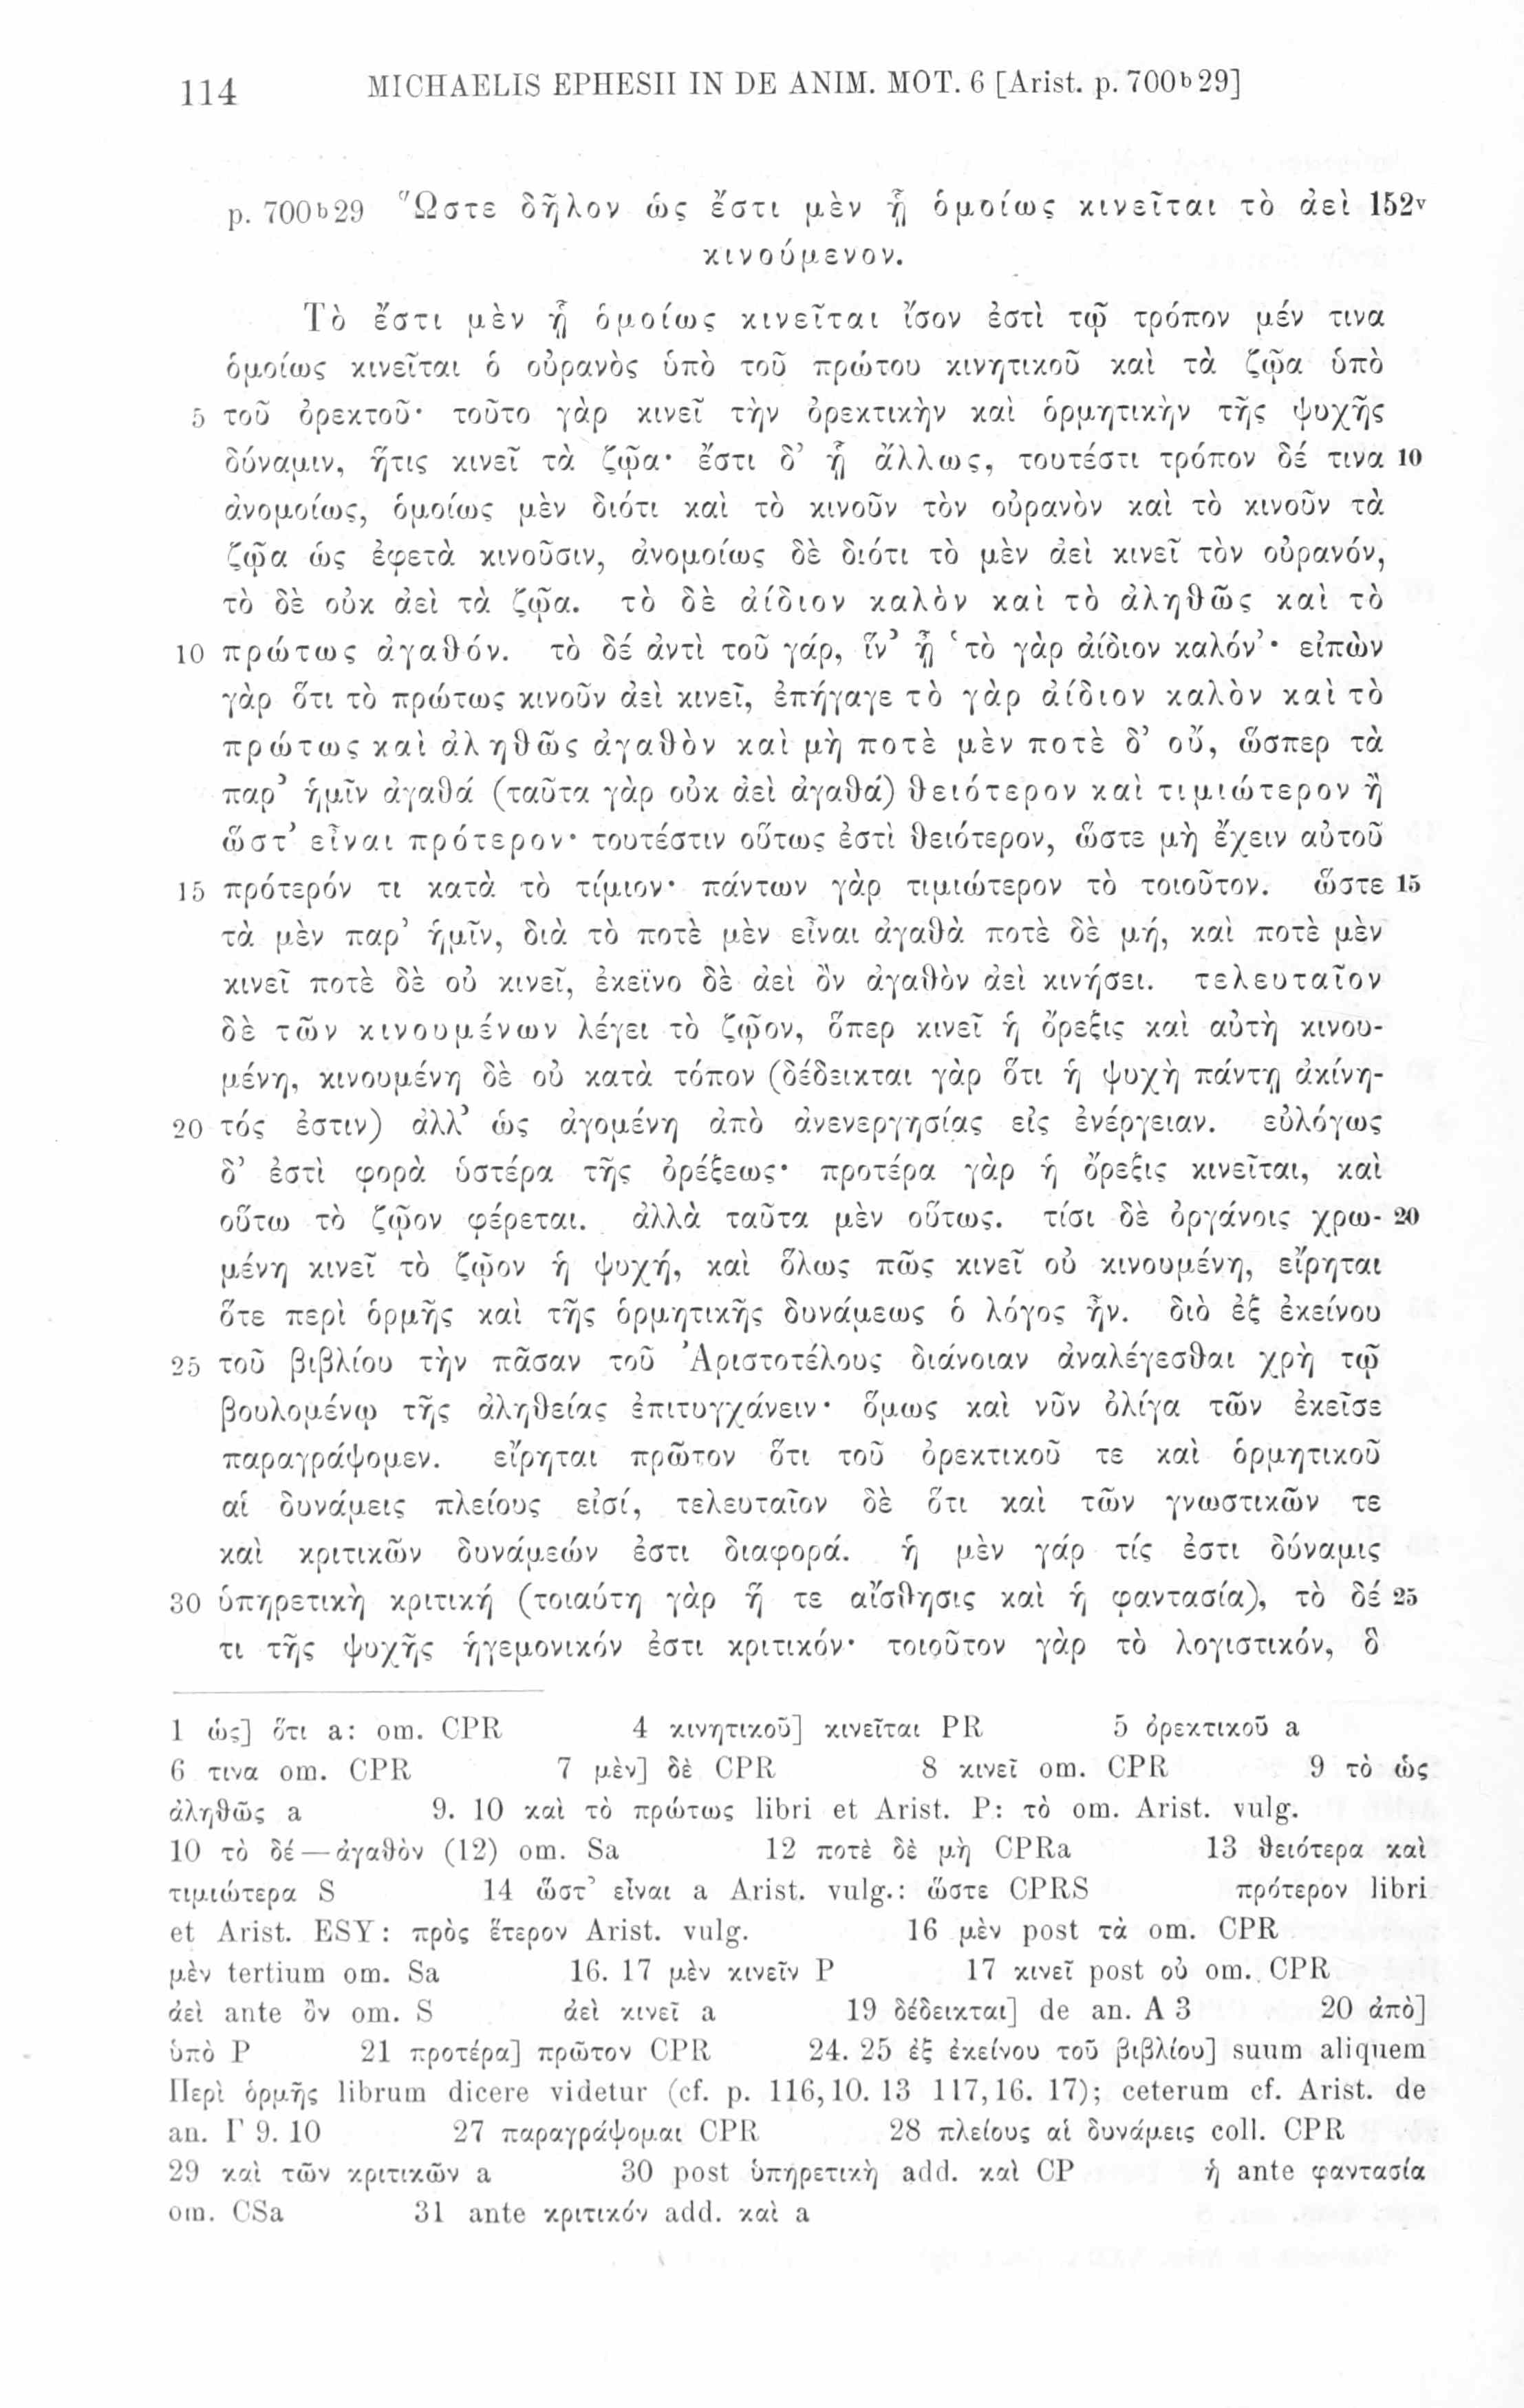 114 MICHAELIS EPHESII IN DE ANIM. MOT. 6 [Arist. p. 700b29]
p. 700b29 Ὥστε δῆλον ὡς ἔστι μὲν ᾗ ὁμοίως κινεῖται τὸ ἀεὶ 152v
κινούμενον.
Τὸ ἔστι μὲν ᾗ ὁμοίως κινεῖται ἴσον ἐστὶ τῷ τρόπον μέν τινα
ὁμοίως κινεῖται ὁ οὐρανὸς ὑπὸ τοῦ πρώτου κινητικοῦ καὶ τὰ ζῷα ὑπὸ
5 τοῦ ὀρεκτοῦ· τοῦτο γὰρ κινεῖ τὴν ὀρεκτικὴν καὶ ὁρμητικὴν τῆς ψυχῆς
δύναμιν, ἥτις κινεῖ τὰ ζῷα· ἔστι δ’ ᾗ ἄλλως, τουτέστι τρόπον δέ τινα 10
ἀνομοίως, ὁμοίως μὲν διότι καὶ τὸ κινοῦν τὸν οὐρανὸν καὶ τὸ κινοῦν τὰ
ζῷα ὡς ἐφετὰ κινοῦσιν, ἀνομοίως δὲ διότι τὸ μὲν ἀεὶ κινεῖ τὸν οὐρανόν,
τὸ δὲ οὐκ ἀεὶ τὰ ζῷα. τὸ δὲ ἀίδιον καλὸν καὶ τὸ ἀληθῶς καὶ τὸ
10 πρώτως ἀγαθόν. τὸ δέ ἀντὶ τοῦ γάρ, ἵν’ ᾖ ‘τὸ γὰρ ἀίδιον καλόν’· εἰπὼν
γὰρ ὅτι τὸ πρώτως κινοῦν ἀεὶ κινεῖ, ἐπήγαγε τὸ γὰρ ἀίδιον καλὸν καὶ τὸ
πρώτως καὶ ἀληθῶς ἀγαθὸν καὶ μὴ ποτὲ μὲν ποτὲ δ’ οὔ, ὥσπερ τὰ
παρ’ ἡμῖν ἀγαθά (ταῦτα γὰρ οὐκ ἀεὶ ἀγαθά) θειότερον καὶ τιμιώτερον ἢ
ὥστ’ εἶναι πρότερον· τουτέστιν οὕτως ἐστὶ θειότερον, ὥστε μὴ ἔχειν αὐτοῦ
15 πρότερόν τι κατὰ τὸ τίμιον· πάντων γὰρ τιμιώτερον τὸ τοιοῦτον. ὥστε 15
τὰ μὲν παρ’ ἡμῖν, διὰ τὸ ποτὲ μὲν εἶναι ἀγαθὰ ποτὲ δὲ μή, καὶ ποτὲ μὲν
κινεῖ ποτὲ δὲ οὐ κινεῖ, ἐκεῖνο δὲ ἀεὶ ὂν ἀγαθὸν ἀεὶ κινήσει. τελευταῖον
δὲ τῶν κινουμένων λέγει τὸ ζῷον, ὅπερ κινεῖ ἡ ὄρεξις καὶ αὐτὴ κινου-
μένη, κινουμένη δὲ οὐ κατὰ τόπον (δέδεικται γὰρ ὅτι ἡ ψυχὴ πάντῃ ἀκίνη-
20 τός ἐστιν) ἀλλ’ ὡς ἀγομένη ἀπὸ ἀνενεργησίας εἰς ἐνέργειαν. εὐλόγως
δ’ ἐστὶ φορὰ ὑστέρα τῆς ὀρέξεως· προτέρα γὰρ ἡ ὄρεξις κινεῖται, καὶ
οὕτω τὸ ζῷον φέρεται. ἀλλὰ ταῦτα μὲν οὕτως. τίσι δὲ ὀργάνοις χρω- 20
μένη κινεῖ τὸ ζῷον ἡ ψυχή, καὶ ὅλως πῶς κινεῖ οὐ κινουμένη, εἴρηται
ὅτε περὶ ὁρμῆς καὶ τῆς ὁρμητικῆς δυνάμεως ὁ λόγος ἦν. διὸ ἐξ ἐκείνου
25 τοῦ βιβλίου τὴν πᾶσαν τοῦ Ἀριστοτέλους διάνοιαν ἀναλέγεσθαι χρὴ τῷ
βουλομένῳ τῆς ἀληθείας ἐπιτυγχάνειν· ὅμως καὶ νῦν ὀλίγα τῶν ἐκεῖσε
παραγράψομεν. εἴρηται πρῶτον ὅτι τοῦ ὀρεκτικοῦ τε καὶ ὁρμητικοῦ
αἱ δυνάμεις πλείους εἰσί, τελευταῖον δὲ ὅτι καὶ τῶν γνωστικῶν τε
καὶ κριτικῶν δυνάμεών ἐστι διαφορά. ἡ μὲν γάρ τίς ἐστι δύναμις
30 ὑπηρετικὴ κριτική (τοιαύτη γὰρ ἥ τε αἴσθησις καὶ ἡ φαντασία), τὸ δέ 25
τι τῆς ψυχῆς ἡγεμονικόν ἐστι κριτικόν· τοιοῦτον γὰρ τὸ λογιστικόν, ὃ
1 ὡς] ὅτι a: om. CPR 4 κινητικοῦ] κινεῖται PR 5 ὀρεκτικοῦ a
6 τινα om. CPR 7 μὲν] δὲ CPR 8 κινεῖ om. CPR 9 τὸ ὡς
ἀληθῶς a 9. 10 καὶ τὸ πρώτως libri et Arist. P: τὸ om. Arist. vulg.
10 τὸ δέ — ἀγαθὸν (12) om. Sa 12 ποτὲ δὲ μὴ CPRa 13 θειότερα καὶ
τιμιώτερα S 14 ὥστ’ εἶναι a Arist. vulg.: ὥστε CPRS πρότερον libri
et Arist. ESY: πρὸς ἕτερον Arist. vulg. 16 μὲν post τὰ om. CPR
μὲν tertium om. Sa 16. 17 μὲν κινεῖν P 17 κινεῖ post οὐ om. CPR
ἀεὶ ante ὂν om. S ἀεὶ κινεῖ a 19 δέδεικται] de an. A 3 20 ἀπὸ]
ὑπὸ P 21 προτέρα] πρῶτον CPR 24. 25 ἐξ ἐκείνου τοῦ βιβλίου] suum aliquem
Περὶ ὁρμῆς librum dicere videtur (cf. p. 116,10. 13 117,16. 17); ceterum cf. Arist. de
an. Γ 9. 10 27 παραγράψομαι CPR 28 πλείους αἱ δυνάμεις coll. CPR
29 καὶ τῶν κριτικῶν a 30 post ὑπηρετικὴ add. καὶ CP ἡ ante φαντασία
om. CSa 31 ante κριτικόν add. καὶ a